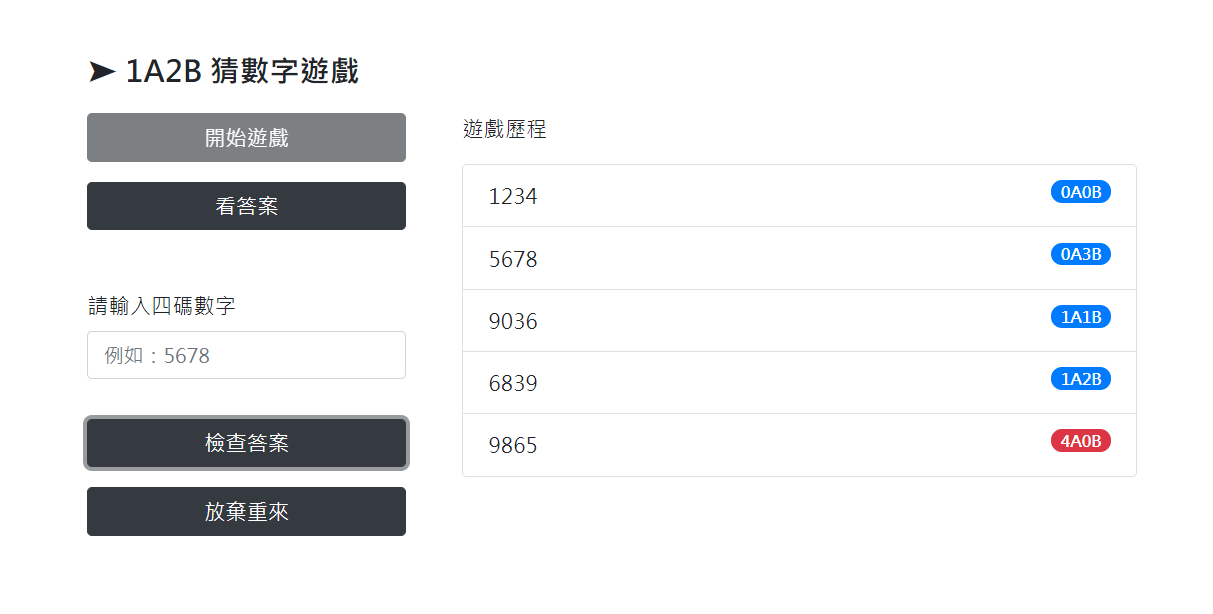 ➤ 1A2B 猜數字遊戲
開始遊戲
看答案
請輸入四碼數字
例如：5678
檢查答案
放棄重來
遊戲歷程
1234 0A0B
5678 0A3B
9036 1A1B
6839 1A2B
9865 4A0B